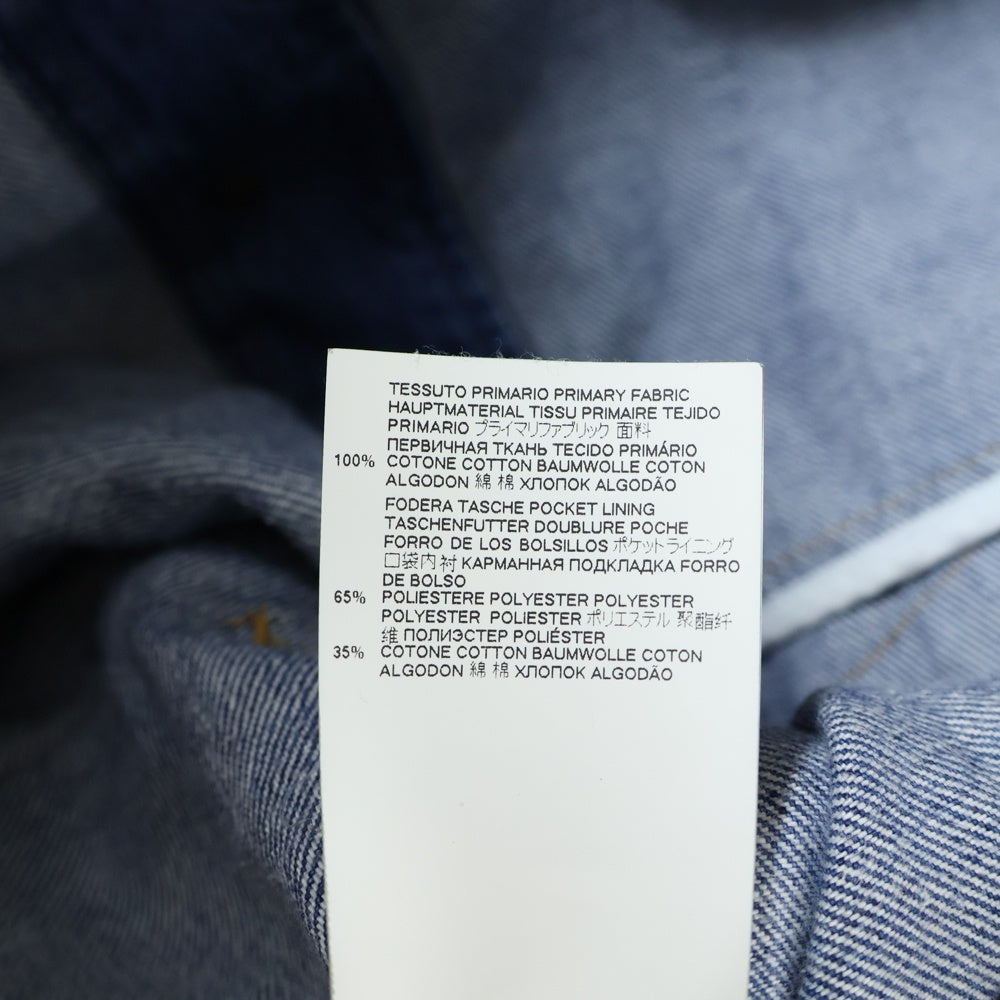 TESSUTO PRIMARIO PRIMARY FABRIC
HAUPTMATERIAL TISSU PRIMAIRE TEJIDO
PRIMARIO プライマリファブリック 面料
ПЕРВИЧНАЯ ТКАНЬ TECIDO PRIMÁRIO
100% COTONE COTTON BAUMWOLLE COTON
ALGODON 綿 棉 ХЛОПОК ALGODÃO
FODERA TASCHE POCKET LINING
TASCHENFUTTER DOUBLURE POCHE
FORRO DE LOS BOLSILLOS ポケットライニング
口袋内衬 КАРМАННАЯ ПОДКЛАДКА FORRO
DE BOLSO
65% POLIESTERE POLYESTER POLYESTER
POLYESTER POLIESTER ポリエステル 聚酯纤
维 ПОЛИЭСТЕР POLIÉSTER
35% COTONE COTTON BAUMWOLLE COTON
ALGODON 綿 棉 ХЛОПОК ALGODÃO